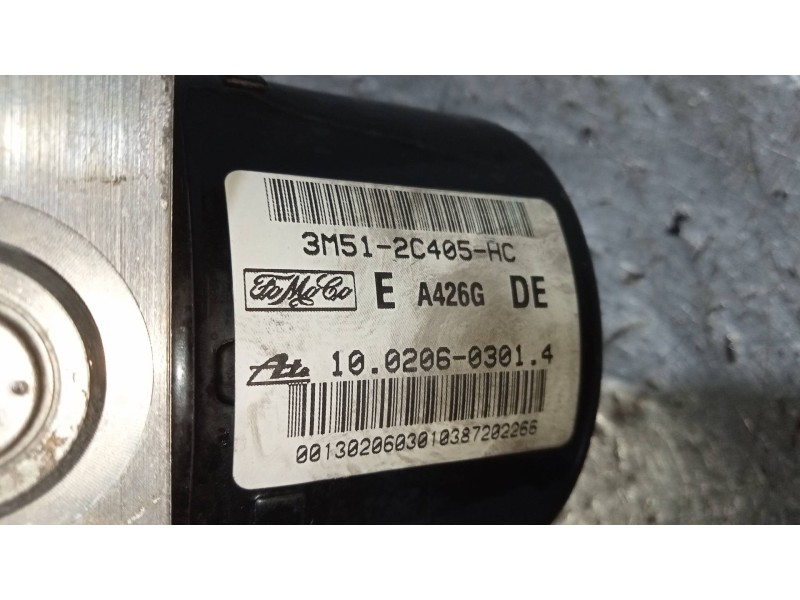 3M51-2C405-HC
FoMoCo E A426G DE
Ate 10.0206-0301.4
0013020603010387202266